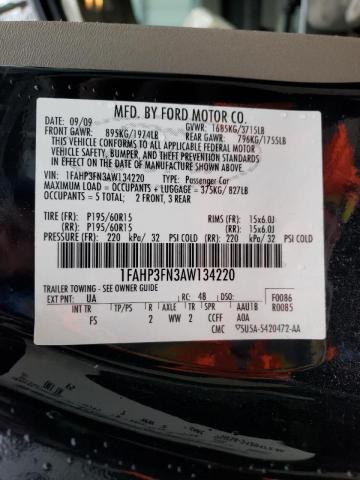 MFD. BY FORD MOTOR CO.
DATE: 09/09 GVWR: 1685KG/3715LB
FRONT GAWR: 895KG/1974LB REAR GAWR: 796KG/1755LB
THIS VEHICLE CONFORMS TO ALL APPLICABLE FEDERAL MOTOR
VEHICLE SAFETY, BUMPER, AND THEFT PREVENTION STANDARDS IN
EFFECT ON THE DATE OF MANUFACTURE SHOWN ABOVE.
VIN: 1FAHP3FN3AW134220 TYPE: Passenger Car
MAXIMUM LOAD = OCCUPANTS + LUGGAGE = 375KG/ 827LB
OCCUPANTS = 5 TOTAL: 2 FRONT, 3 REAR
TIRE (FR): P195/60R15 RIMS (FR): 15x6.0J
(RR): P195/60R15 (RR): 15x6.0J
PRESSURE (FR): 220 kPa/ 32 PSI COLD (RR): 220 kPa/ 32 PSI COLD
1FAHP3FN3AW134220
TRAILER TOWING - SEE OWNER GUIDE
EXT PNT: UA RC: 48 DSO: F0086
INT TR TP/PS R AXLE TR SPR AAU1B R0085
FS 2 WW 2 CCFF A0A
CMC 5U5A-5420472-AA